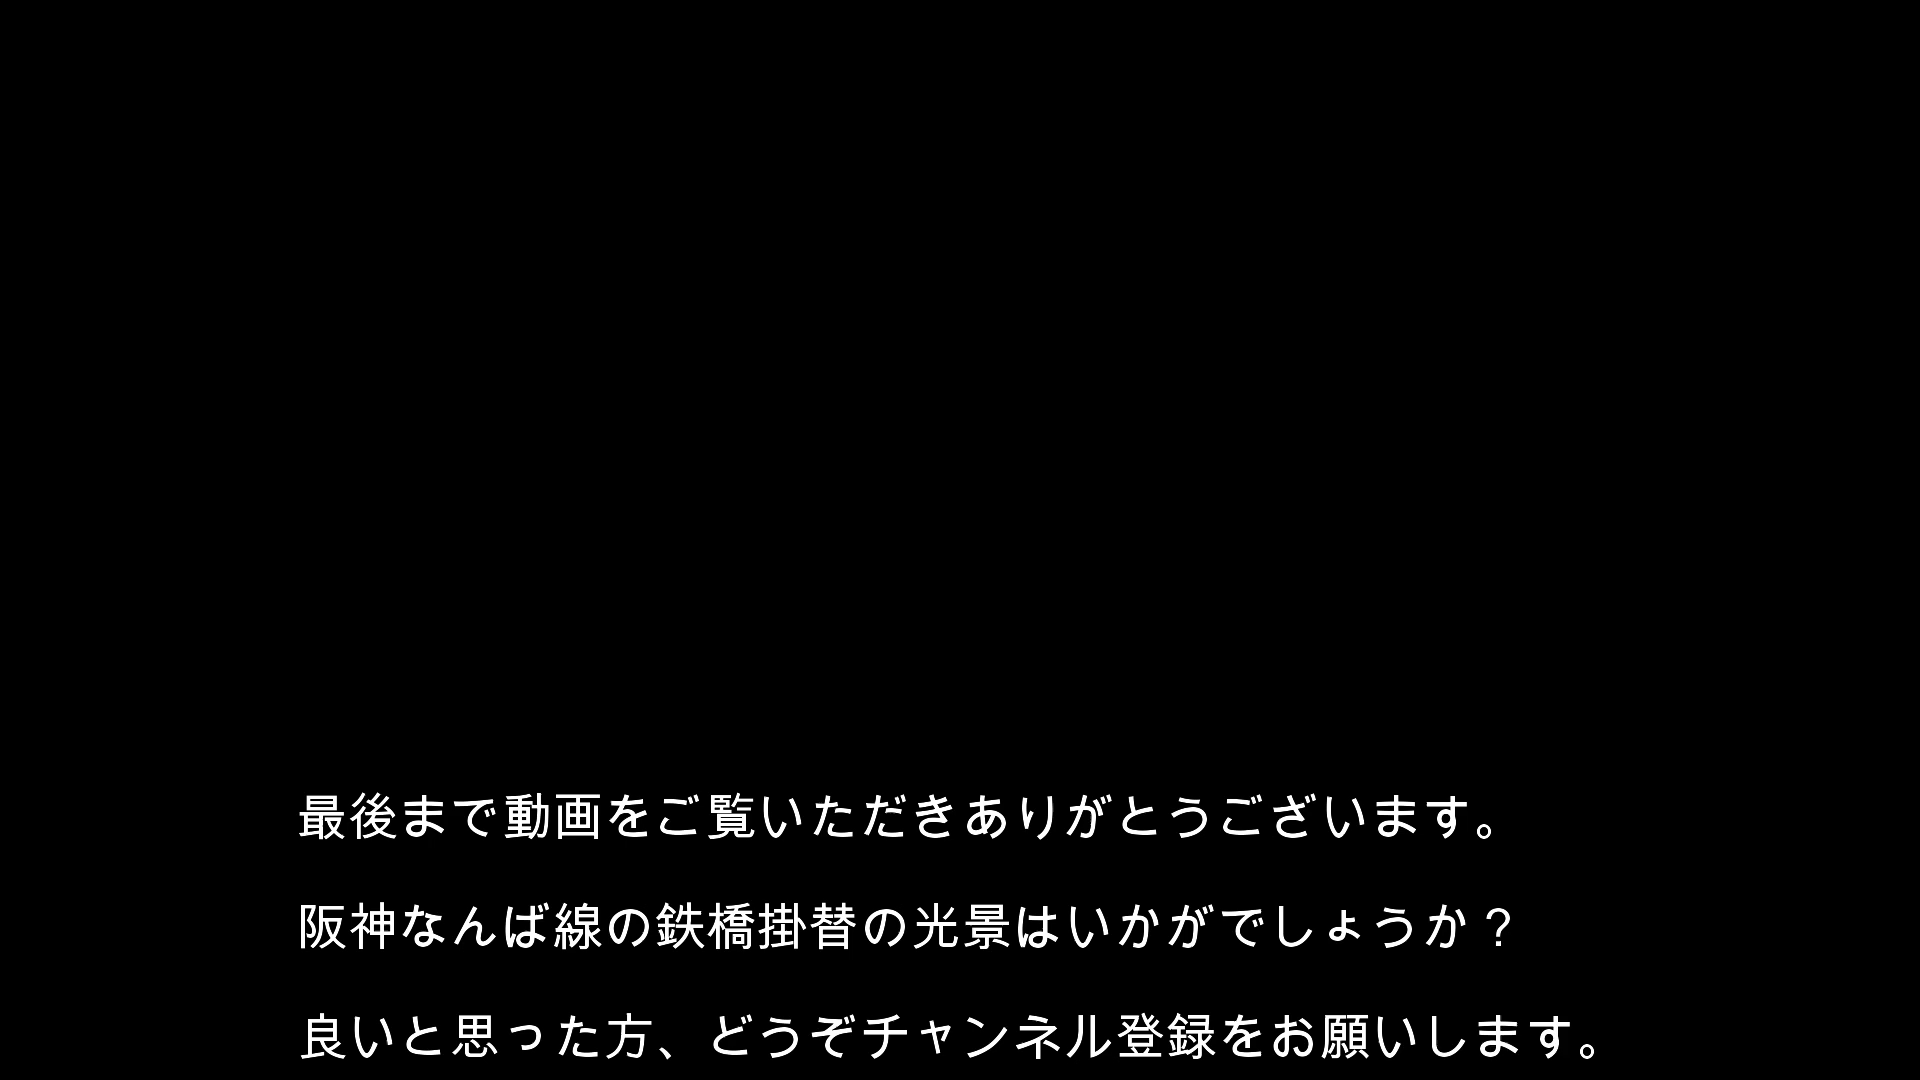 最後まで動画をご覧いただきありがとうございます。
阪神なんば線の鉄橋掛替の光景はいかがでしょうか？
良いと思った方、どうぞチャンネル登録をお願いします。